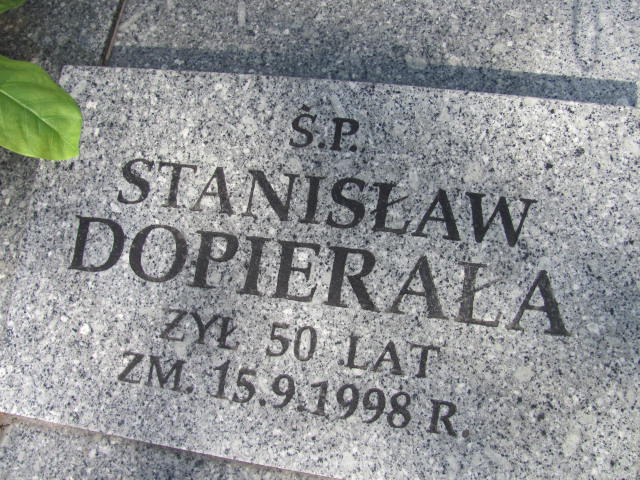 Ś.P.
STANISŁAW
DOPIERAŁA
ŻYŁ 50 LAT
ZM. 15.9.1998 R.